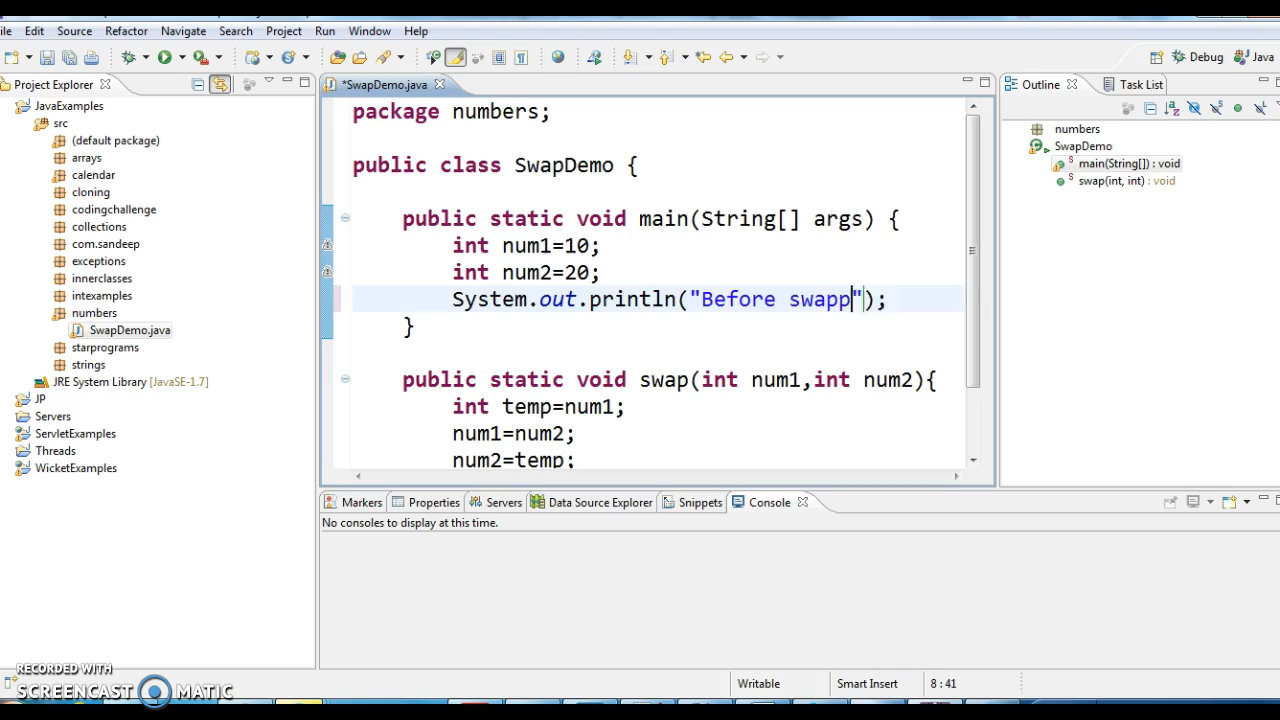 ile Edit Source Refactor Navigate Search Project Run Window Help
Debug Java
Project Explorer
*SwapDemo.java
Outline Task List
JavaExamples
src
(default package)
arrays
calendar
cloning
codingchallenge
collections
com.sandeep
exceptions
innerclasses
intexamples
numbers
SwapDemo.java
starprograms
strings
JRE System Library [JavaSE-1.7]
JP
Servers
ServletExamples
Threads
WicketExamples
package numbers;
public class SwapDemo {
public static void main(String[] args) {
int num1=10;
int num2=20;
System.out.println("Before swapp");
}
public static void swap(int num1,int num2){
int temp=num1;
num1=num2;
num2=temp;
numbers
SwapDemo
main(String[]) : void
swap(int, int) : void
Markers Properties Servers Data Source Explorer Snippets Console
No consoles to display at this time.
Writable Smart Insert 8 : 41
RECORDED WITH
SCREENCAST MATIC